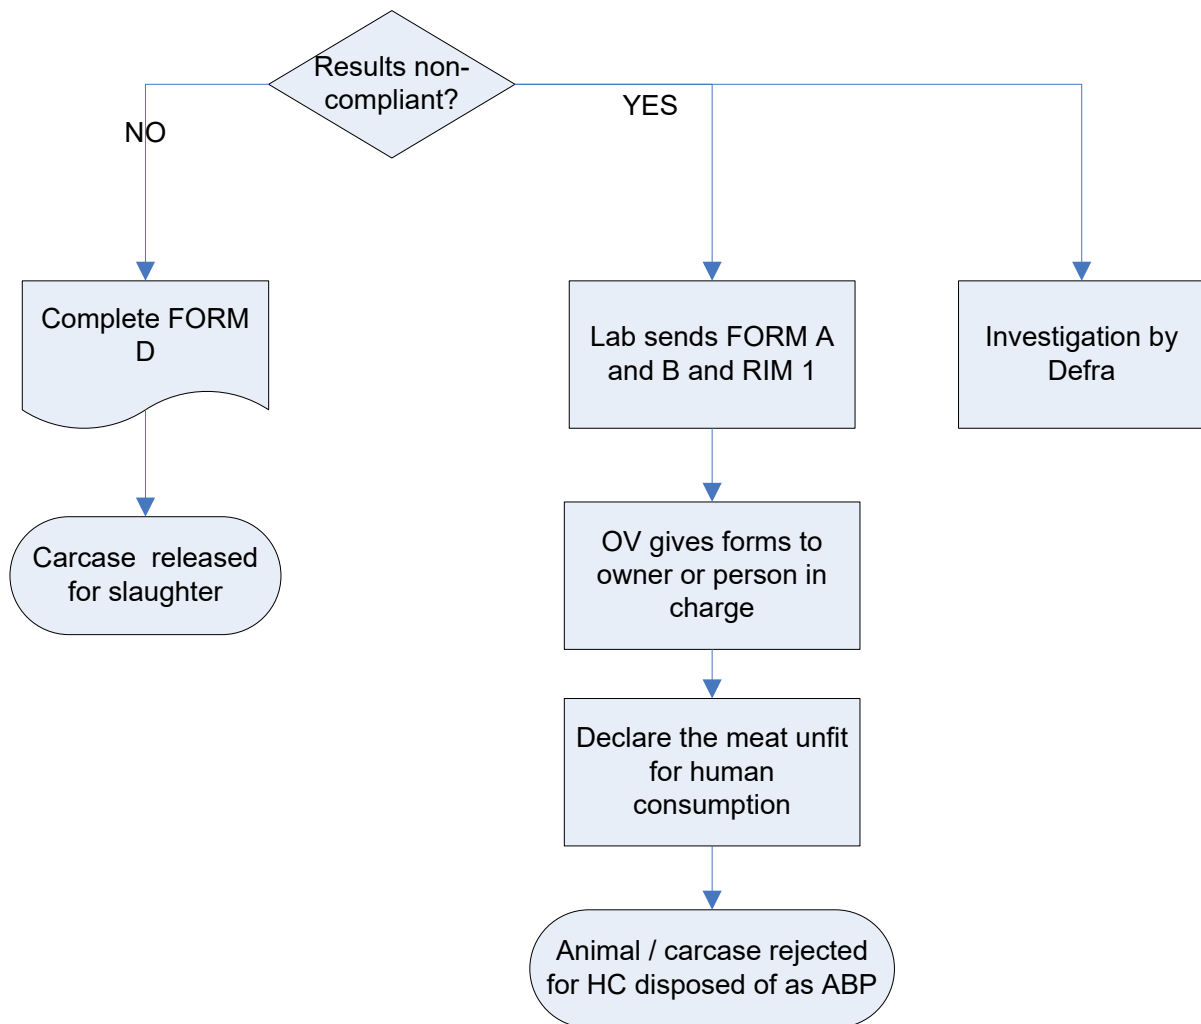 Results non-
compliant?
NO
YES
Complete FORM
D
Lab sends FORM A
and B and RIM 1
Investigation by
Defra
Carcase  released
for slaughter
OV gives forms to
owner or person in
charge
Declare the meat unfit
for human
consumption
Animal / carcase rejected
for HC disposed of as ABP